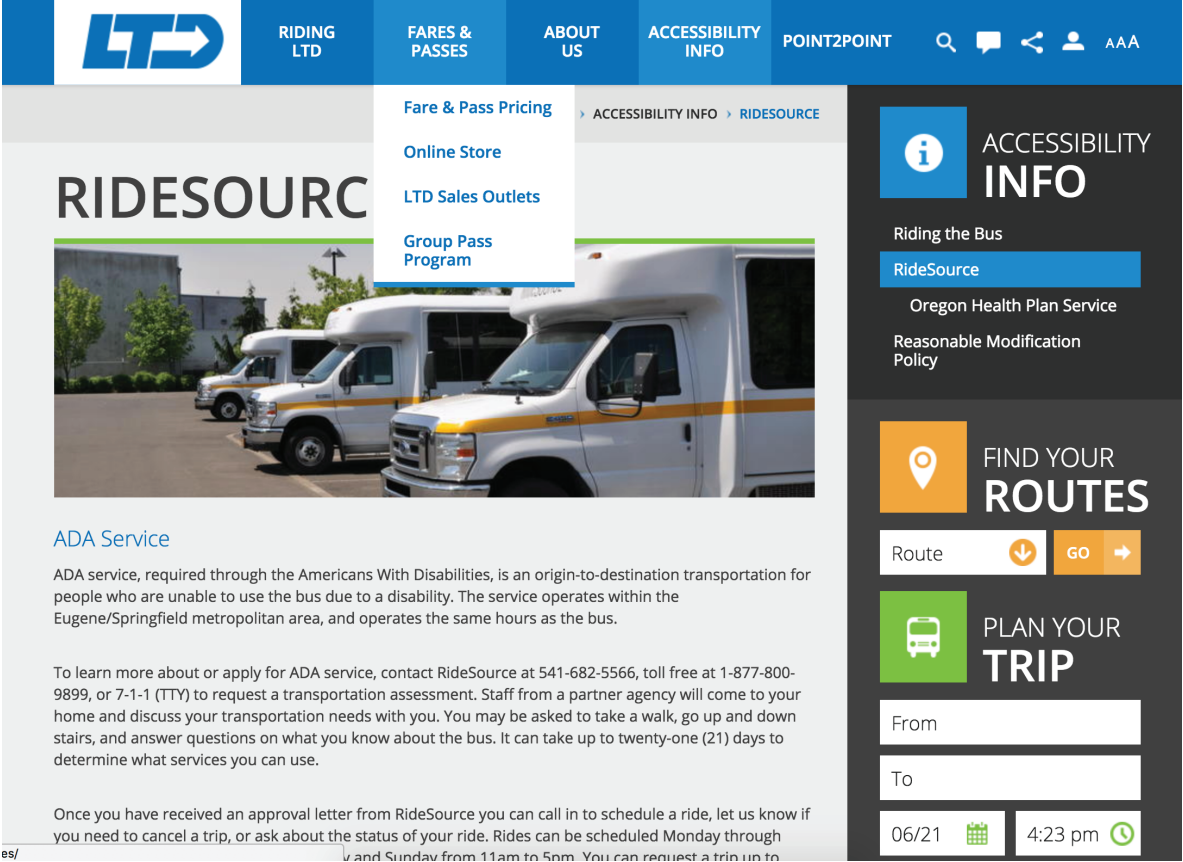 LTD
RIDING
LTD
FARES &
PASSES
ABOUT
US
ACCESSIBILITY
INFO
POINT2POINT
AAA
Fare & Pass Pricing
Online Store
LTD Sales Outlets
Group Pass
Program
› ACCESSIBILITY INFO › RIDESOURCE
RIDESOURC
ADA Service
ADA service, required through the Americans With Disabilities, is an origin-to-destination transportation for
people who are unable to use the bus due to a disability. The service operates within the
Eugene/Springfield metropolitan area, and operates the same hours as the bus.
To learn more about or apply for ADA service, contact RideSource at 541-682-5566, toll free at 1-877-800-
9899, or 7-1-1 (TTY) to request a transportation assessment. Staff from a partner agency will come to your
home and discuss your transportation needs with you. You may be asked to take a walk, go up and down
stairs, and answer questions on what you know about the bus. It can take up to twenty-one (21) days to
determine what services you can use.
Once you have received an approval letter from RideSource you can call in to schedule a ride, let us know if
you need to cancel a trip, or ask about the status of your ride. Rides can be scheduled Monday through
y and Sunday from 11am to 5pm. You can request a trip up to
es/
ACCESSIBILITY
INFO
Riding the Bus
RideSource
Oregon Health Plan Service
Reasonable Modification
Policy
FIND YOUR
ROUTES
Route
GO
PLAN YOUR
TRIP
From
To
06/21
4:23 pm